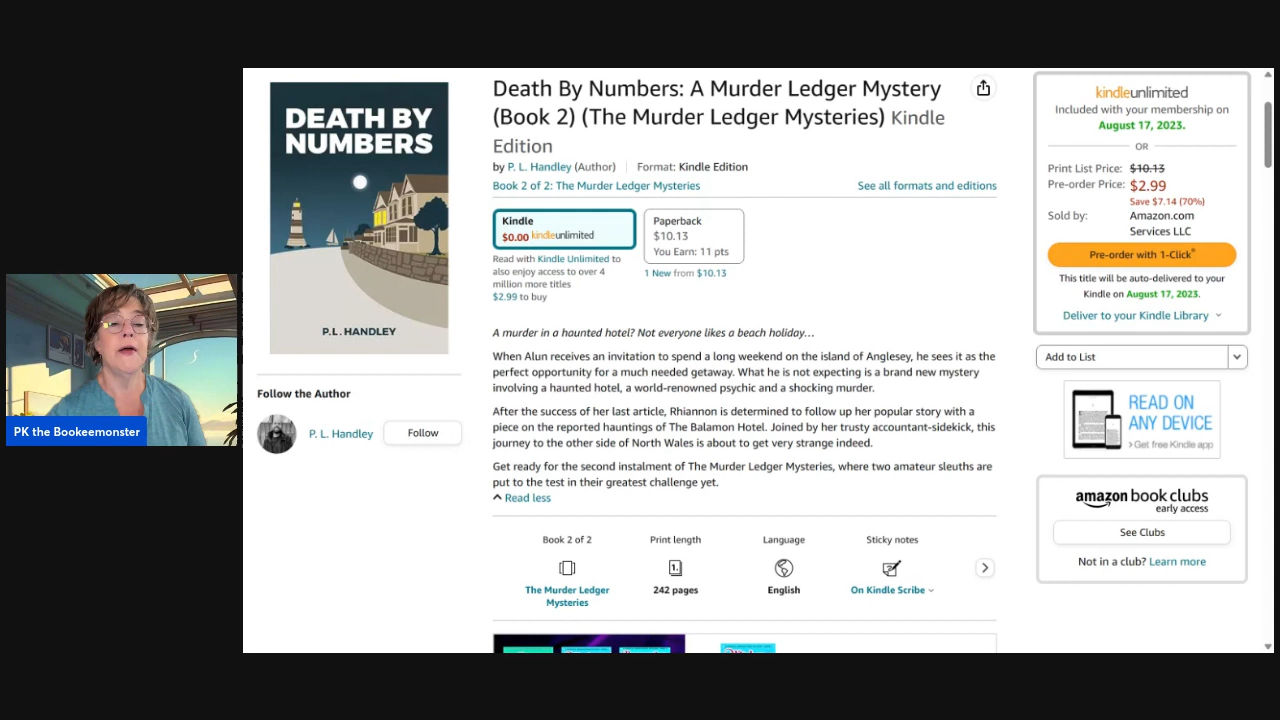 PK the Bookeemonster
DEATH BY
NUMBERS
P.L. HANDLEY
Follow the Author
P. L. Handley
Follow
Death By Numbers: A Murder Ledger Mystery
(Book 2) (The Murder Ledger Mysteries) Kindle
Edition
by P. L. Handley (Author) Format: Kindle Edition
Book 2 of 2: The Murder Ledger Mysteries
See all formats and editions
Kindle
$0.00 kindleunlimited
Read with Kindle Unlimited to
also enjoy access to over 4
million more titles
$2.99 to buy
Paperback
$10.13
You Earn: 11 pts
1 New from $10.13
A murder in a haunted hotel? Not everyone likes a beach holiday…
When Alun receives an invitation to spend a long weekend on the island of Anglesey, he sees it as the
perfect opportunity for a much needed getaway. What he is not expecting is a brand new mystery
involving a haunted hotel, a world-renowned psychic and a shocking murder.
After the success of her last article, Rhiannon is determined to follow up her popular story with a
piece on the reported hauntings of The Balamon Hotel. Joined by her trusty accountant-sidekick, this
journey to the other side of North Wales is about to get very strange indeed.
Get ready for the second instalment of The Murder Ledger Mysteries, where two amateur sleuths are
put to the test in their greatest challenge yet.
Read less
Book 2 of 2
The Murder Ledger
Mysteries
Print length
1.
242 pages
Language
English
Sticky notes
On Kindle Scribe
kindleunlimited
Included with your membership on
August 17, 2023.
OR
Print List Price: $10.13
Pre-order Price: $2.99
Save $7.14 (70%)
Sold by: Amazon.com
Services LLC
Pre-order with 1-Click®
This title will be auto-delivered to your
Kindle on August 17, 2023.
Deliver to your Kindle Library
Add to List
READ ON
ANY DEVICE
> Get free Kindle app
amazon book clubs
early access
See Clubs
Not in a club? Learn more